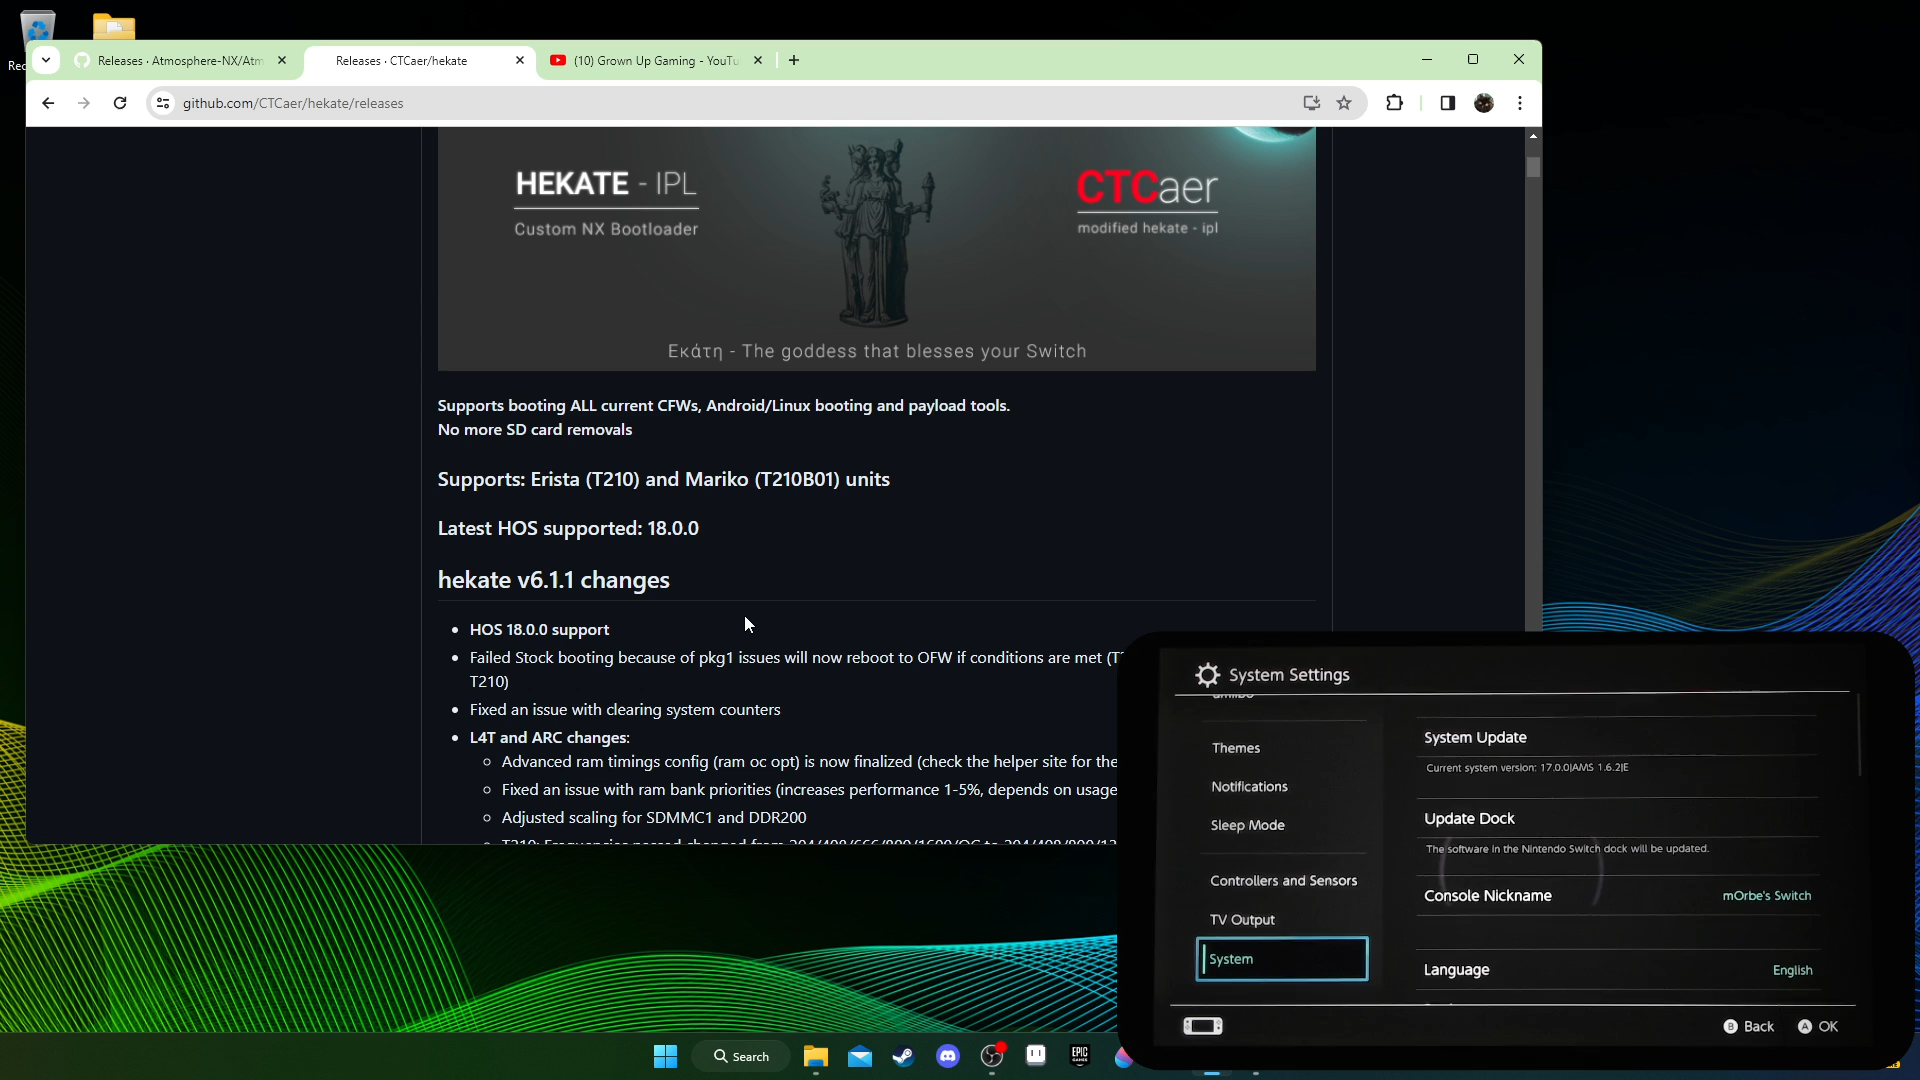 Releases · Atmosphere-NX/Atm
Releases · CTCaer/hekate
(10) Grown Up Gaming - YouTu
github.com/CTCaer/hekate/releases
HEKATE - IPL
Custom NX Bootloader
CTCaer
modified hekate - ipl
Εκάτη - The goddess that blesses your Switch
Supports booting ALL current CFWs, Android/Linux booting and payload tools.
No more SD card removals
Supports: Erista (T210) and Mariko (T210B01) units
Latest HOS supported: 18.0.0
hekate v6.1.1 changes
HOS 18.0.0 support
Failed Stock booting because of pkg1 issues will now reboot to OFW if conditions are met
T210)
Fixed an issue with clearing system counters
L4T and ARC changes:
Advanced ram timings config (ram oc opt) is now finalized (check the helper site for the
Fixed an issue with ram bank priorities (increases performance 1-5%, depends on usage
Adjusted scaling for SDMMC1 and DDR200
System Settings
Themes
Notifications
Sleep Mode
Controllers and Sensors
TV Output
System
System Update
Current system version: 17.0.0|AMS 1.6.2|E
Update Dock
The software in the Nintendo Switch dock will be updated.
Console Nickname
mOrbe's Switch
Language
English
B Back
A OK
Search
EPIC
GAMES